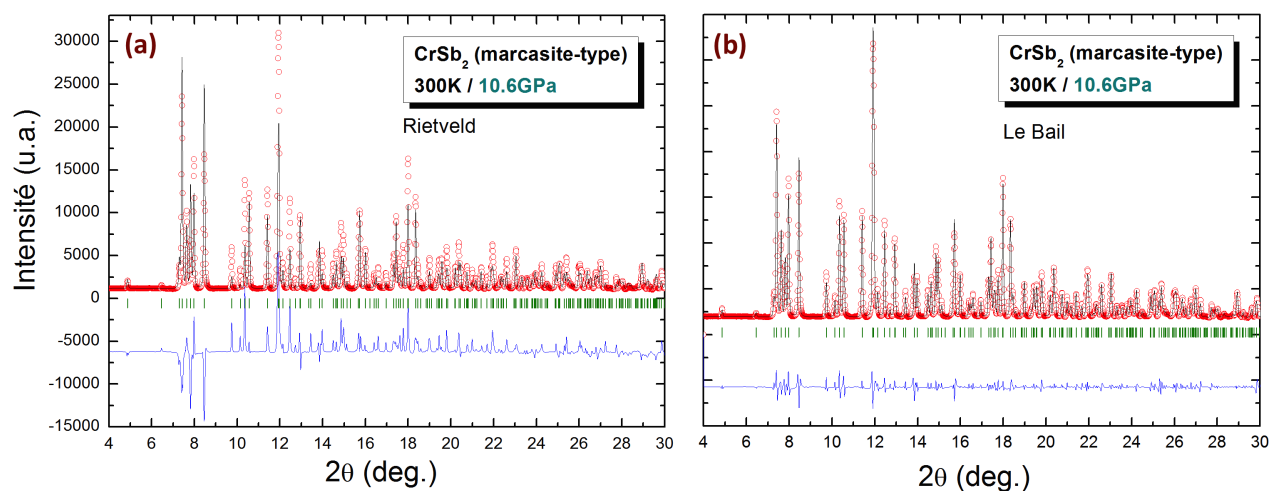 (a)
CrSb2 (marcasite-type)
300K / 10.6GPa
Rietveld
Intensité (u.a.)
30000
25000
20000
15000
10000
5000
0
-5000
-10000
-15000
4 6 8 10 12 14 16 18 20 22 24 26 28 30
2θ (deg.)
(b)
CrSb2 (marcasite-type)
300K / 10.6GPa
Le Bail
4 6 8 10 12 14 16 18 20 22 24 26 28 30
2θ (deg.)